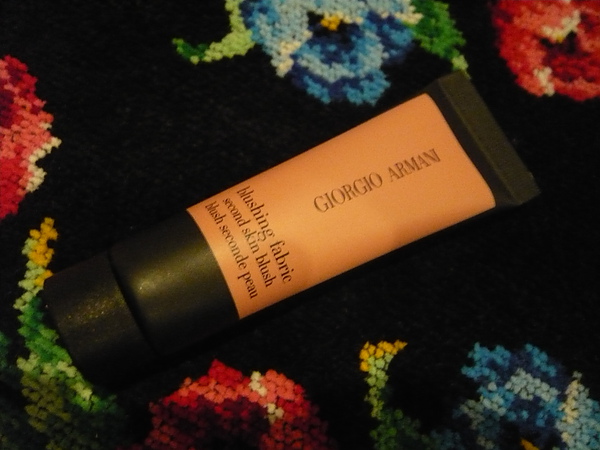 GIORGIO ARMANI
blushing fabric
second skin blush
blush seconde peau